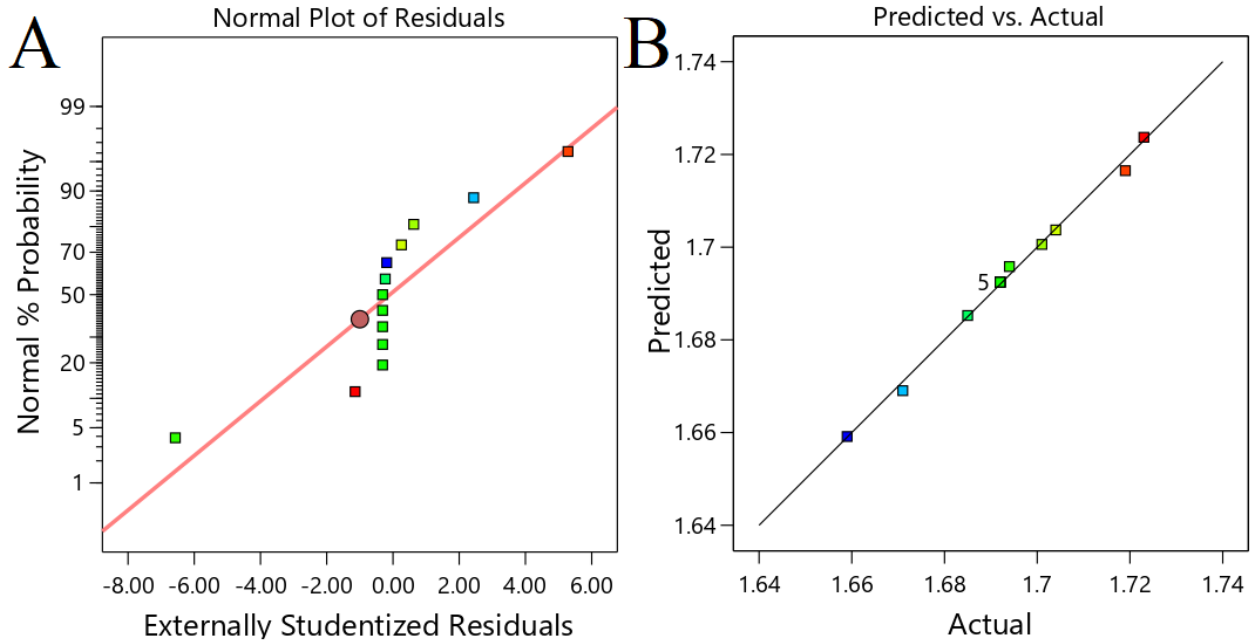 A
Normal Plot of Residuals
Normal % Probability
99
90
70
50
20
5
1
-8.00 -6.00 -4.00 -2.00 0.00 2.00 4.00 6.00
Externally Studentized Residuals
B
Predicted vs. Actual
Predicted
1.74
1.72
1.7
1.68
1.66
1.64
5
1.64 1.66 1.68 1.7 1.72 1.74
Actual